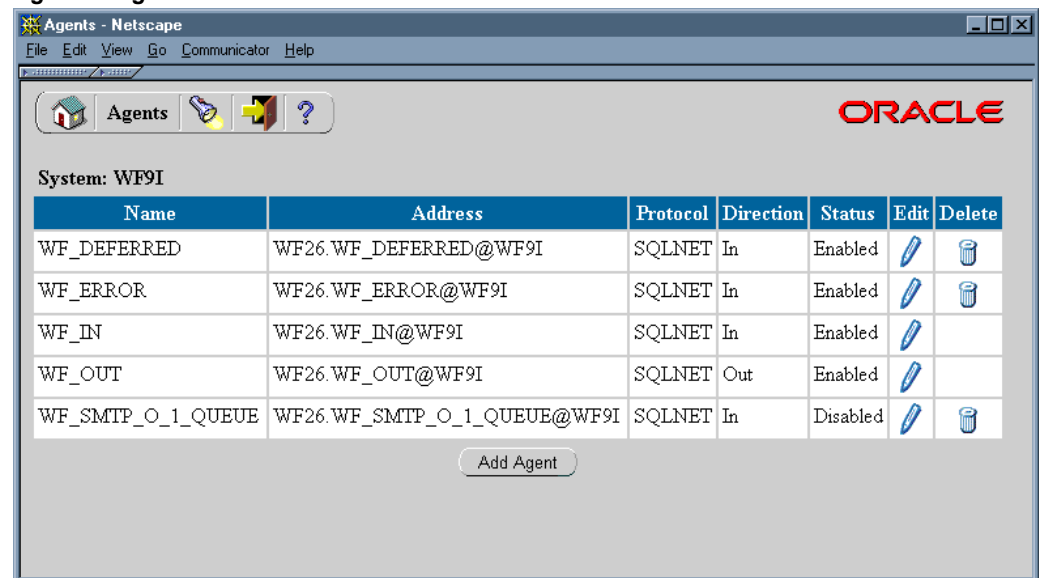 Agents - Netscape
File Edit View Go Communicator Help
Agents ? ORACLE
System: WF9I
Name Address Protocol Direction Status Edit Delete
WF_DEFERRED WF26.WF_DEFERRED@WF9I SQLNET In Enabled
WF_ERROR WF26.WF_ERROR@WF9I SQLNET In Enabled
WF_IN WF26.WF_IN@WF9I SQLNET In Enabled
WF_OUT WF26.WF_OUT@WF9I SQLNET Out Enabled
WF_SMTP_O_1_QUEUE WF26.WF_SMTP_O_1_QUEUE@WF9I SQLNET In Disabled
Add Agent